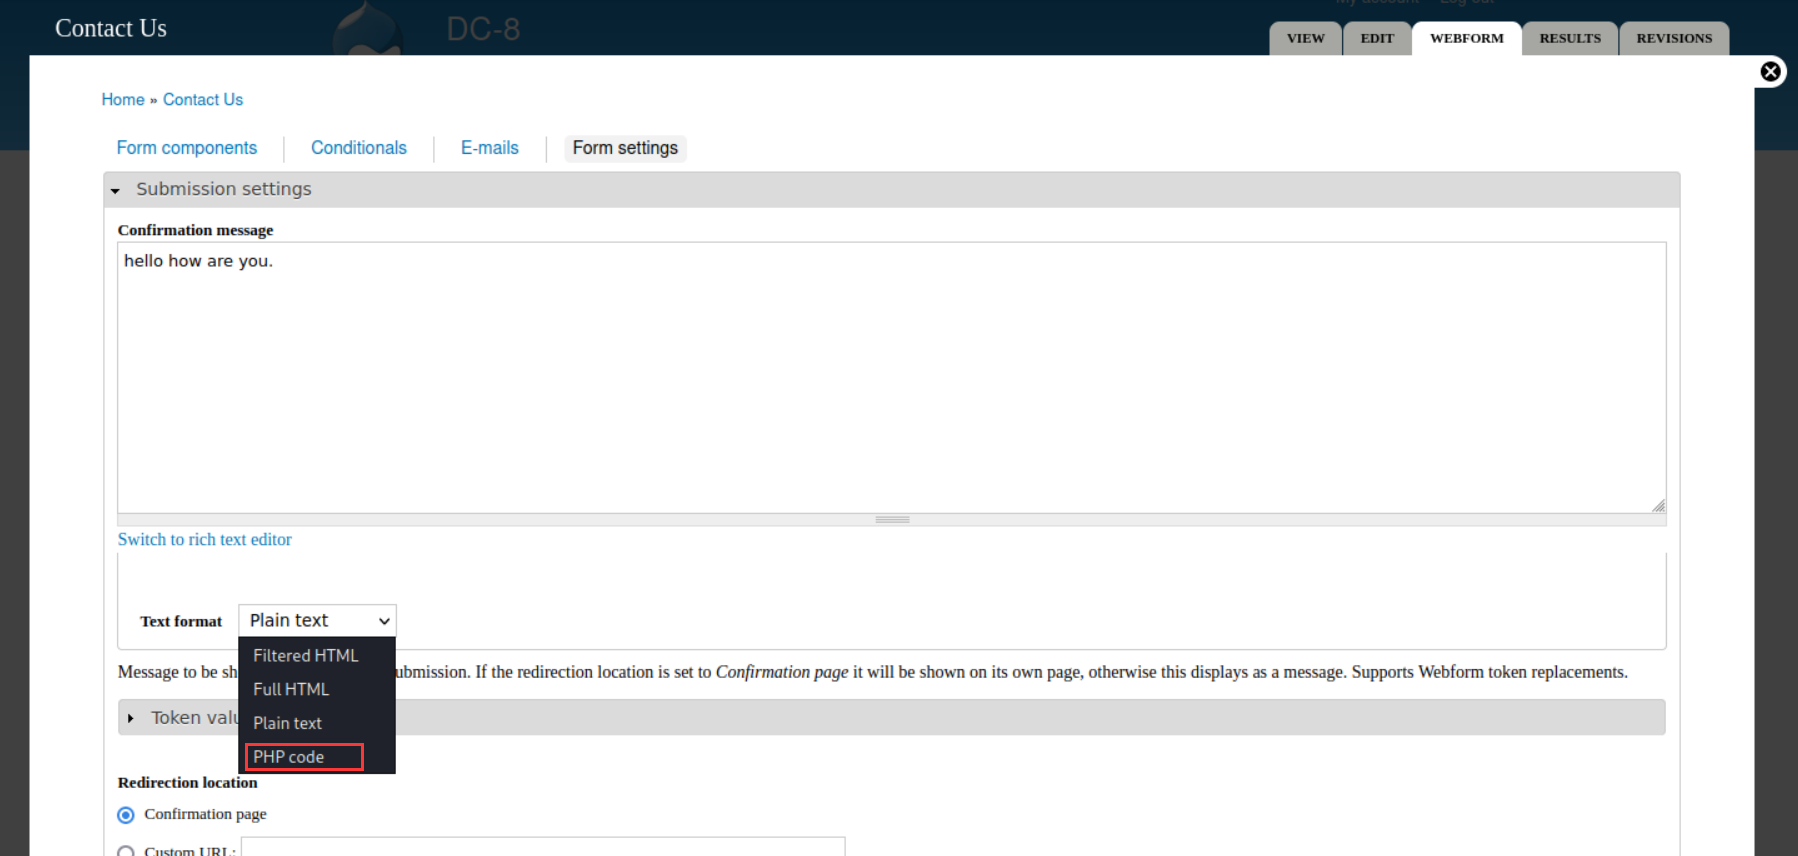 My account Log out
Contact Us
DC-8
VIEW EDIT WEBFORM RESULTS REVISIONS
Home » Contact Us
Form components Conditionals E-mails Form settings
Submission settings
Confirmation message
hello how are you.
Switch to rich text editor
Text format Plain text
Filtered HTML
Message to be sh ubmission. If the redirection location is set to Confirmation page it will be shown on its own page, otherwise this displays as a message. Supports Webform token replacements.
Full HTML
Token valu
Plain text
PHP code
Redirection location
Confirmation page
Custom URL: